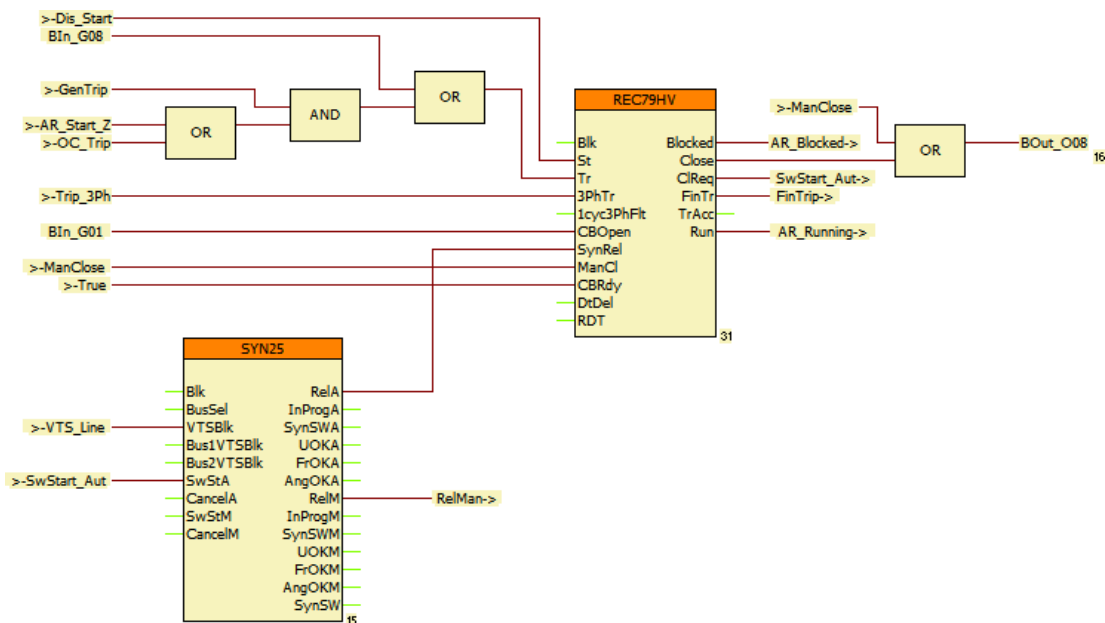 >-Dis_Start
BIn_G08
>-GenTrip
>-AR_Start_Z
>-OC_Trip
OR
AND
OR
>-Trip_3Ph
BIn_G01
>-ManClose
>-True
REC79HV
Blk
St
Tr
3PhTr
1cyc3PhFlt
CBOpen
SynRel
ManCl
CBRdy
DtDel
RDT
Blocked
Close
ClReq
FinTr
TrAcc
Run
31
>-ManClose
AR_Blocked->
SwStart_Aut->
FinTrip->
AR_Running->
OR
BOut_O08
16
SYN25
Blk
BusSel
VTSBlk
Bus1VTSBlk
Bus2VTSBlk
SwStA
CancelA
SwStM
CancelM
RelA
InProgA
SynSWA
UOKA
FrOKA
AngOKA
RelM
InProgM
SynSWM
UOKM
FrOKM
AngOKM
SynSW
15
>-VTS_Line
>-SwStart_Aut
RelMan->